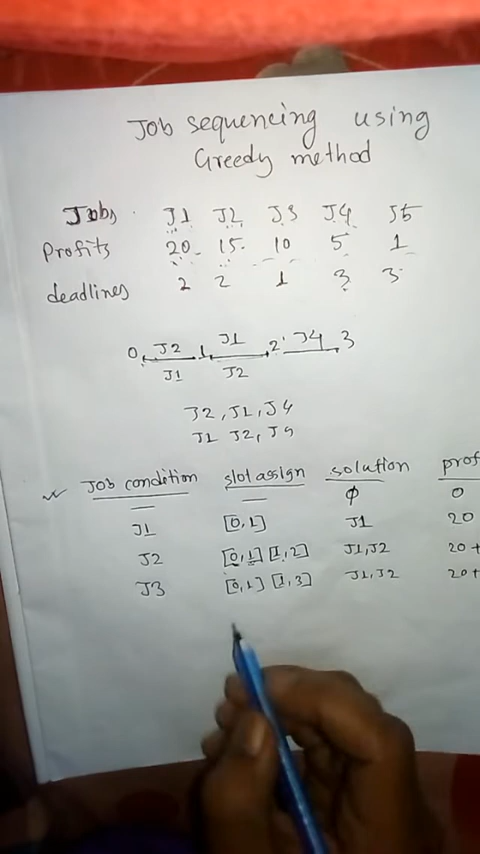 Job sequencing using
Greedy method
Jobs J1 J2 J3 J4 J5
Profits 20 15 10 5 1
deadlines 2 2 1 3 3
0 J2 1 J1 2 J4 3
J1 J2
J2, J1, J4
J1 J2, J4
Job condition slot assign solution prof
— — ϕ 0
J1 [0,1] J1 20
J2 [0,1] [1,2] J1,J2 20+
J3 [0,1] [1,3] J1,J2 20+